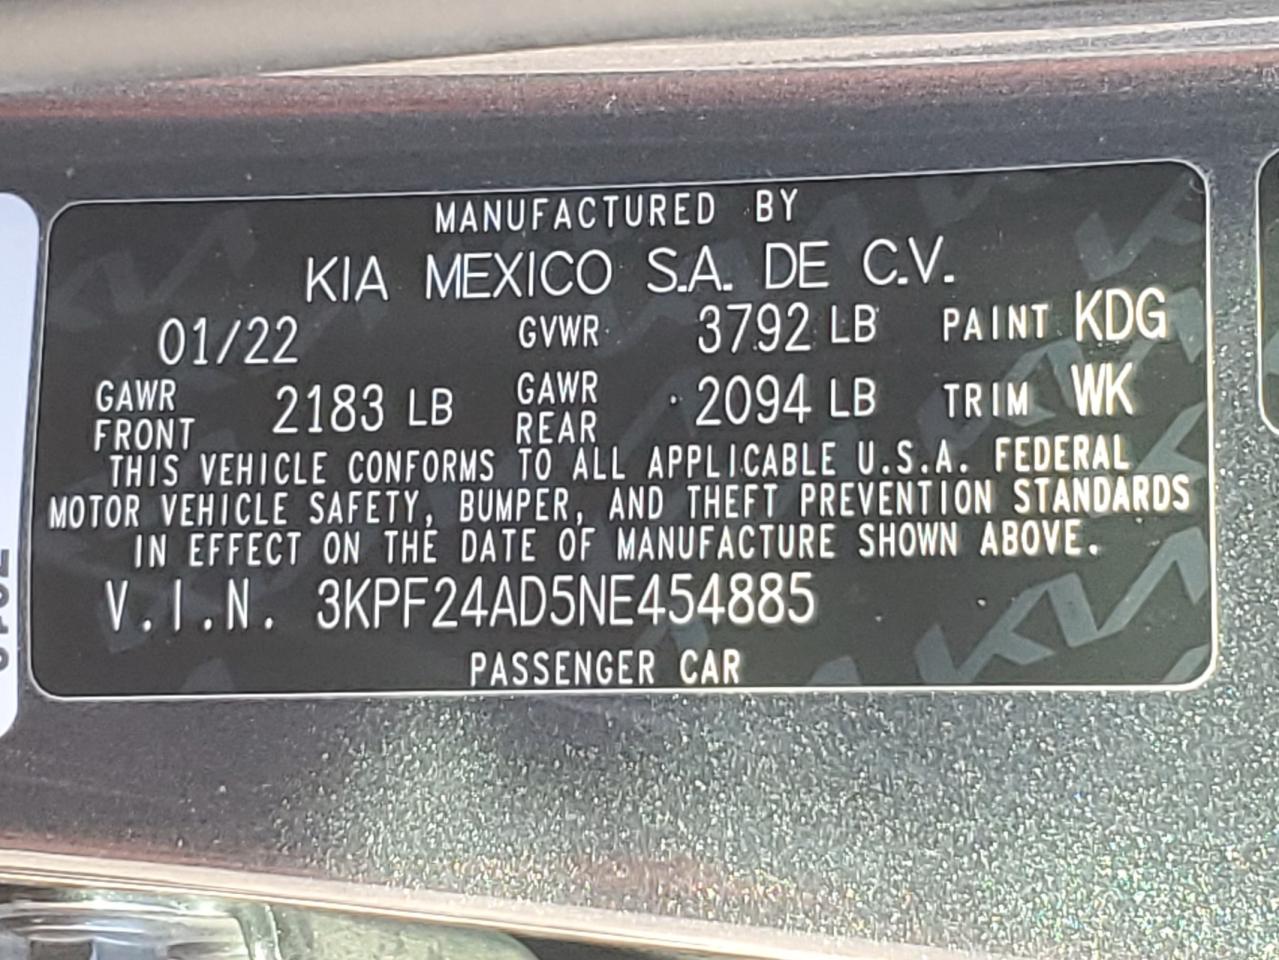 MANUFACTURED BY
KIA MEXICO S.A. DE C.V.
01/22 GVWR 3792 LB PAINT KDG
GAWR FRONT 2183 LB GAWR REAR 2094 LB TRIM WK
THIS VEHICLE CONFORMS TO ALL APPLICABLE U.S.A. FEDERAL
MOTOR VEHICLE SAFETY, BUMPER, AND THEFT PREVENTION STANDARDS
IN EFFECT ON THE DATE OF MANUFACTURE SHOWN ABOVE.
V.I.N. 3KPF24AD5NE454885
PASSENGER CAR